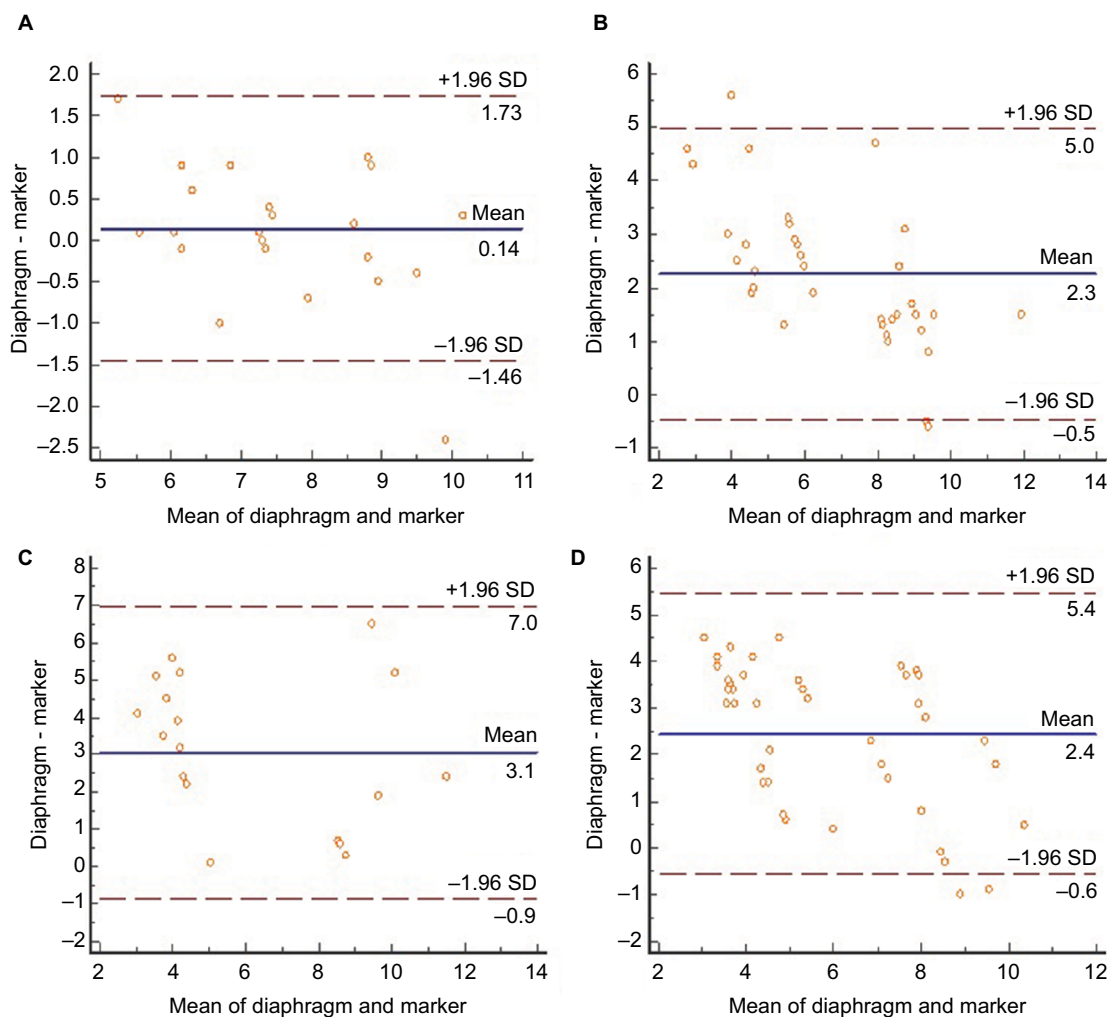 A
Diaphragm - marker
2.0
1.5
1.0
0.5
0.0
–0.5
–1.0
–1.5
–2.0
–2.5
+1.96 SD
1.73
Mean
0.14
–1.96 SD
–1.46
5 6 7 8 9 10 11
Mean of diaphragm and marker
B
Diaphragm - marker
6
5
4
3
2
1
0
–1
+1.96 SD
5.0
Mean
2.3
–1.96 SD
–0.5
2 4 6 8 10 12 14
Mean of diaphragm and marker
C
Diaphragm - marker
8
7
6
5
4
3
2
1
0
–1
–2
+1.96 SD
7.0
Mean
3.1
–1.96 SD
–0.9
2 4 6 8 10 12 14
Mean of diaphragm and marker
D
Diaphragm - marker
6
5
4
3
2
1
0
–1
–2
+1.96 SD
5.4
Mean
2.4
–1.96 SD
–0.6
2 4 6 8 10 12
Mean of diaphragm and marker